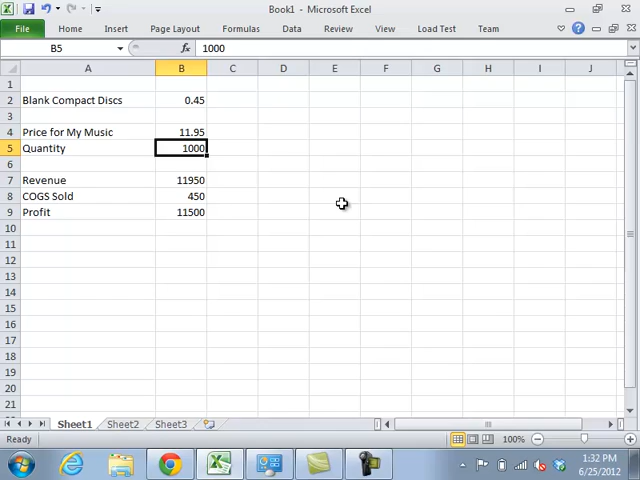 Book1 - Microsoft Excel
File Home Insert Page Layout Formulas Data Review View Load Test Team
B5 fx 1000
A B C D E F G H I J
1
2 Blank Compact Discs 0.45
3
4 Price for My Music 11.95
5 Quantity 1000
6
7 Revenue 11950
8 COGS Sold 450
9 Profit 11500
10
11
12
13
14
15
16
17
18
19
20
21
Sheet1 Sheet2 Sheet3
Ready 100%
1:32 PM
6/25/2012